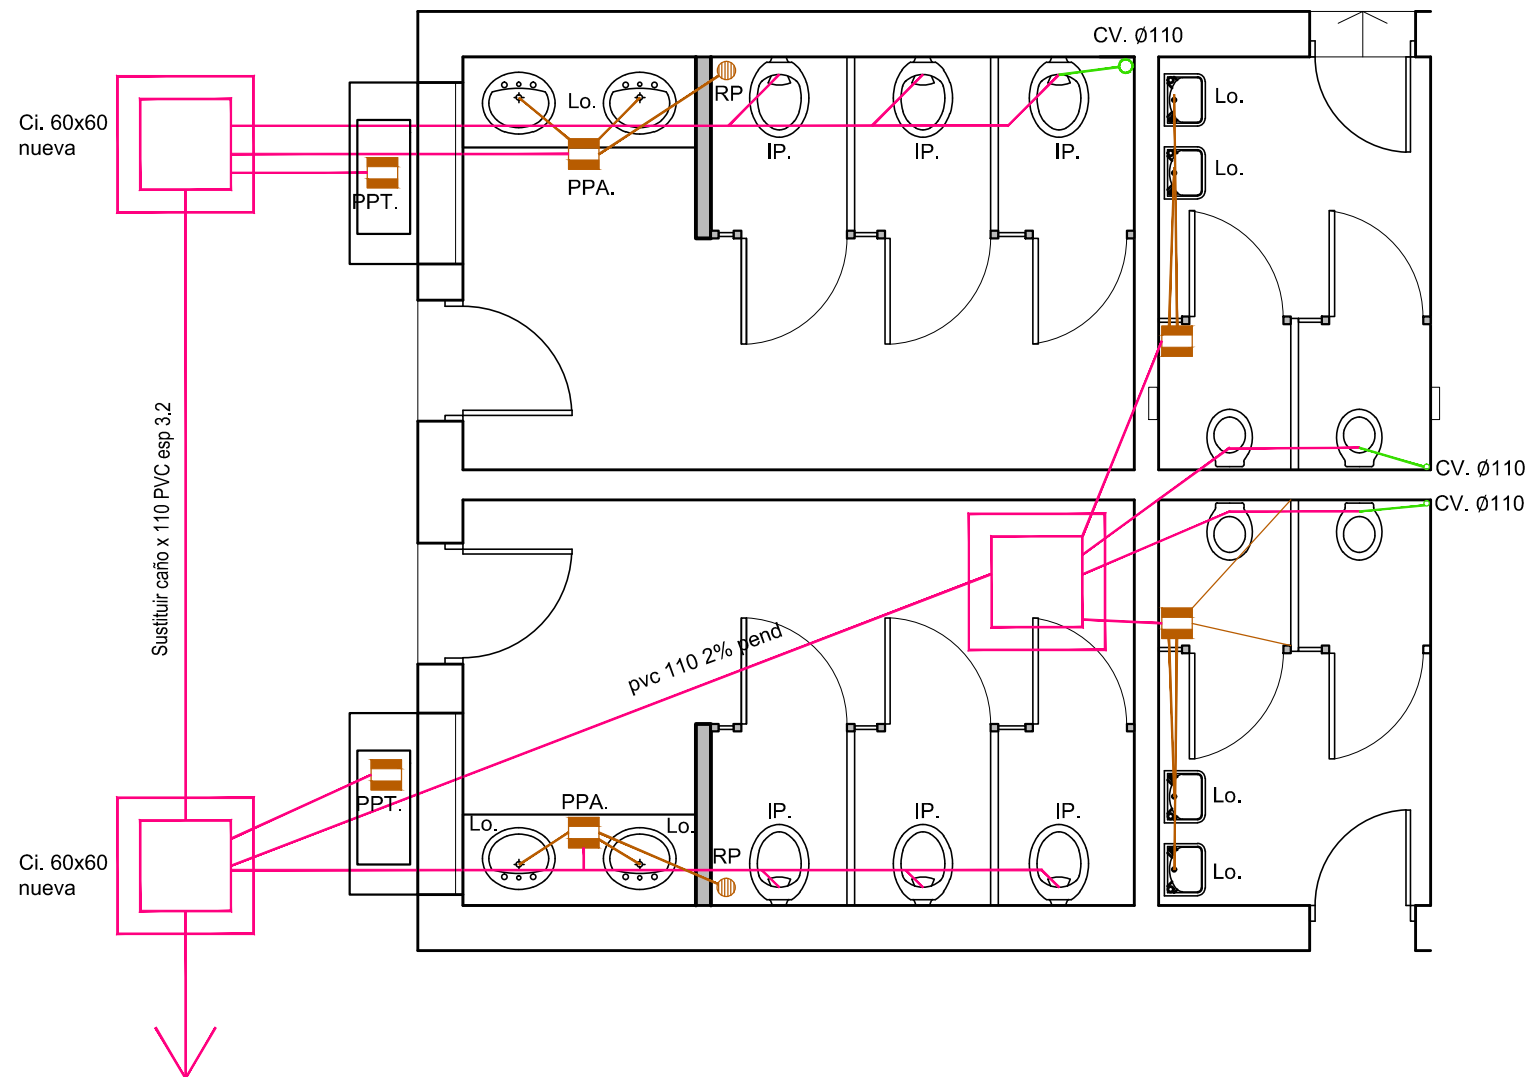 CV. Ø110
Ci. 60x60
nueva
Lo.
RP
Lo.
IP.
IP.
IP.
Lo.
PPA.
PPT.
Sustituir caño x 110 PVC esp 3.2
CV. Ø110
CV. Ø110
pvc 110 2% pend
PPT.
PPA.
Lo.
Lo.
IP.
IP.
IP.
Lo.
RP
Ci. 60x60
nueva
Lo.